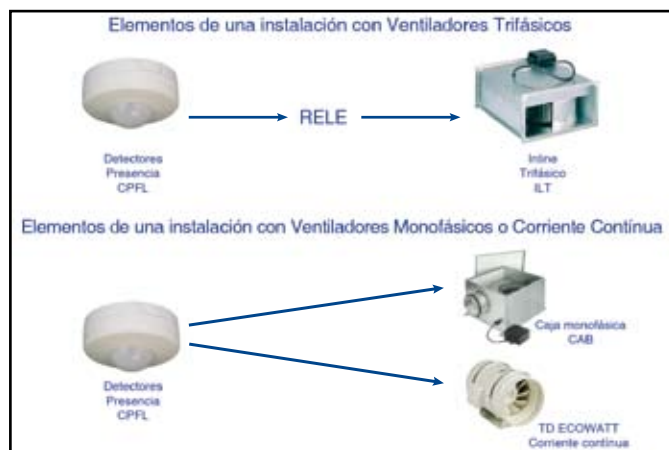 Elementos de una instalación con Ventiladores Trifásicos
RELE
Detectores
Presencia
CPFL
Inline
Trifásico
ILT
Elementos de una instalación con Ventiladores Monofásicos o Corriente Contínua
Caja monofásica
CAB
Detectores
Presencia
CPFL
TD ECOWATT
Corriente contínua